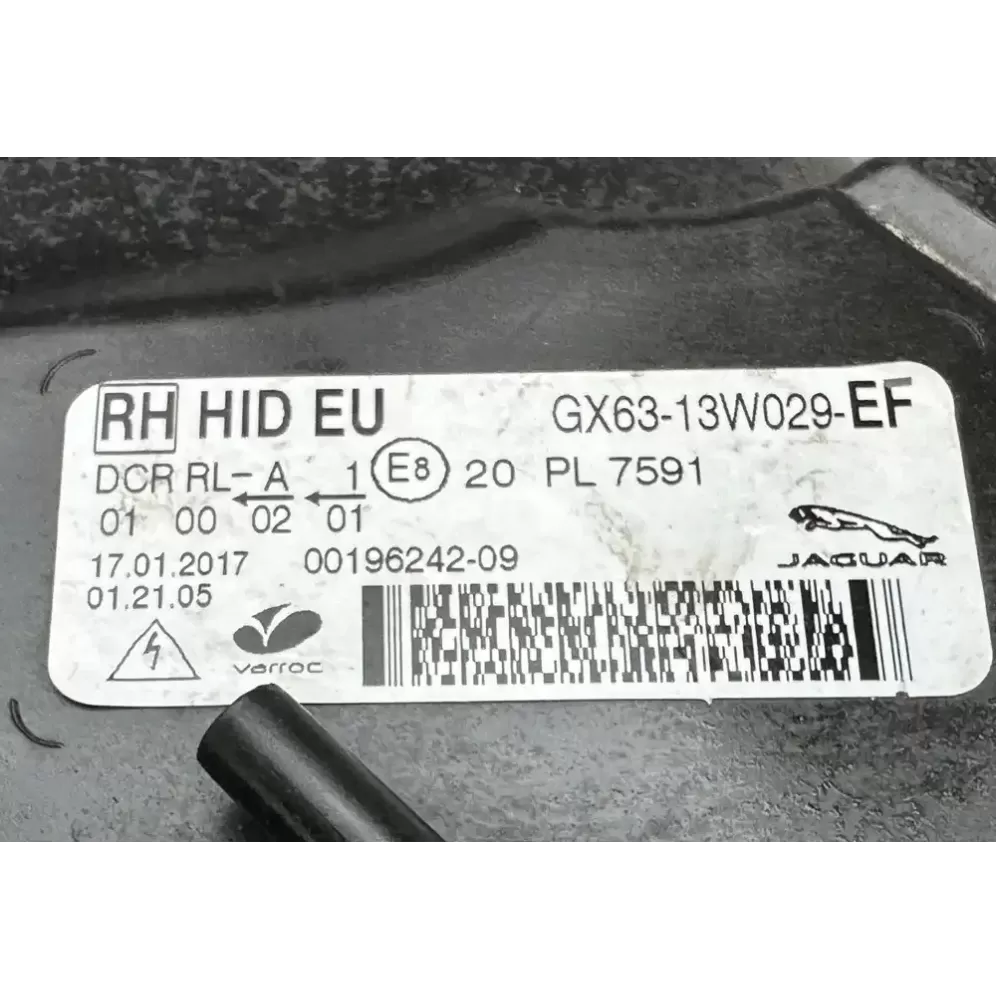 RH HID EU GX63-13W029-EF
DCR RL-A 1 E8 20 PL 7591
01 00 02 01
JAGUAR
17.01.2017 00196242-09
01.21.05
varroc